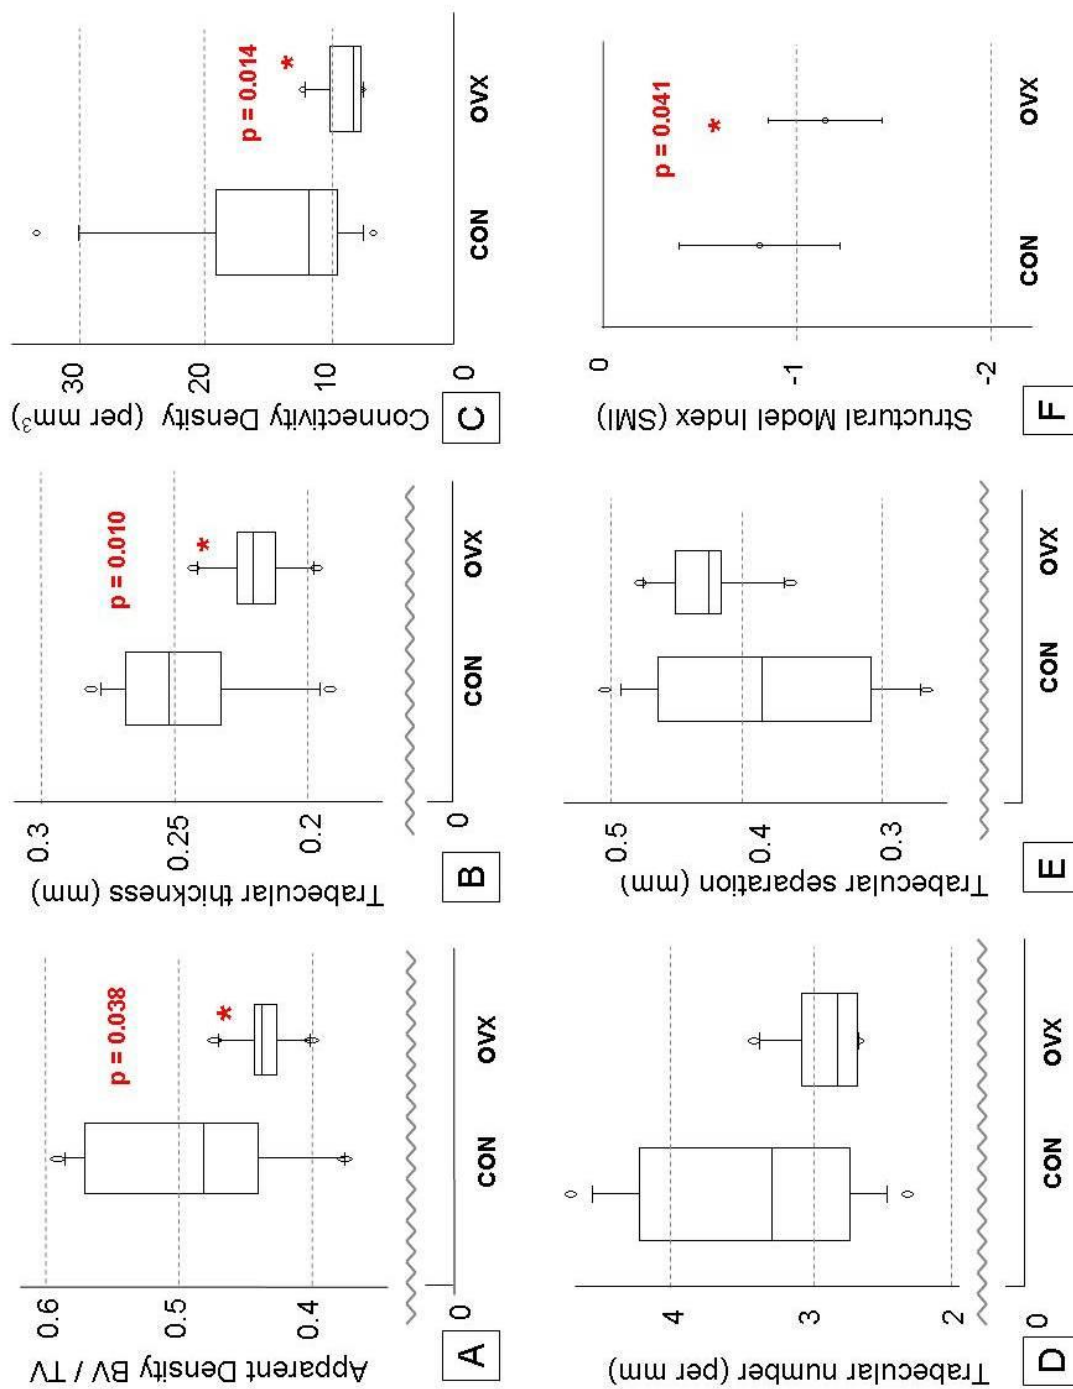 A
Apparent Density BV / TV
0.6
0.5
0.4
0
p = 0.038
*
CON
OVX
B
Trabecular thickness (mm)
0.3
0.25
0.2
0
p = 0.010
*
CON
OVX
C
Connectivity Density (per mm³)
30
20
10
0
p = 0.014
*
CON
OVX
D
Trabecular number (per mm)
4
3
2
0
CON
OVX
E
Trabecular separation (mm)
0.5
0.4
0.3
CON
OVX
F
Structural Model Index (SMI)
0
-1
-2
p = 0.041
*
CON
OVX